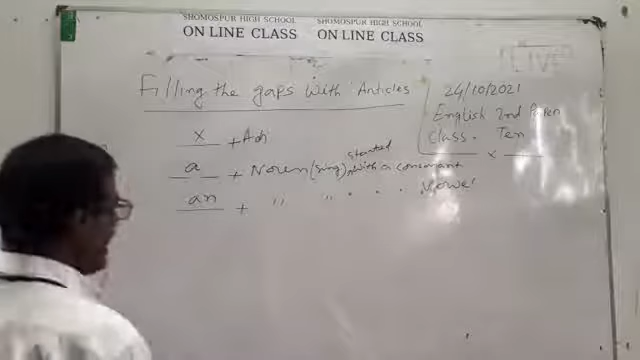 SHOMOSPUR HIGH SCHOOL SHOMOSPUR HIGH SCHOOL
ON LINE CLASS ON LINE CLASS
LIVE
Filling the gaps With Articles
24/10/2021
English 2nd Paper
Class - Ten
x + Adj
a + Noun (sing) started with a consonant
an + " " " " Vowel